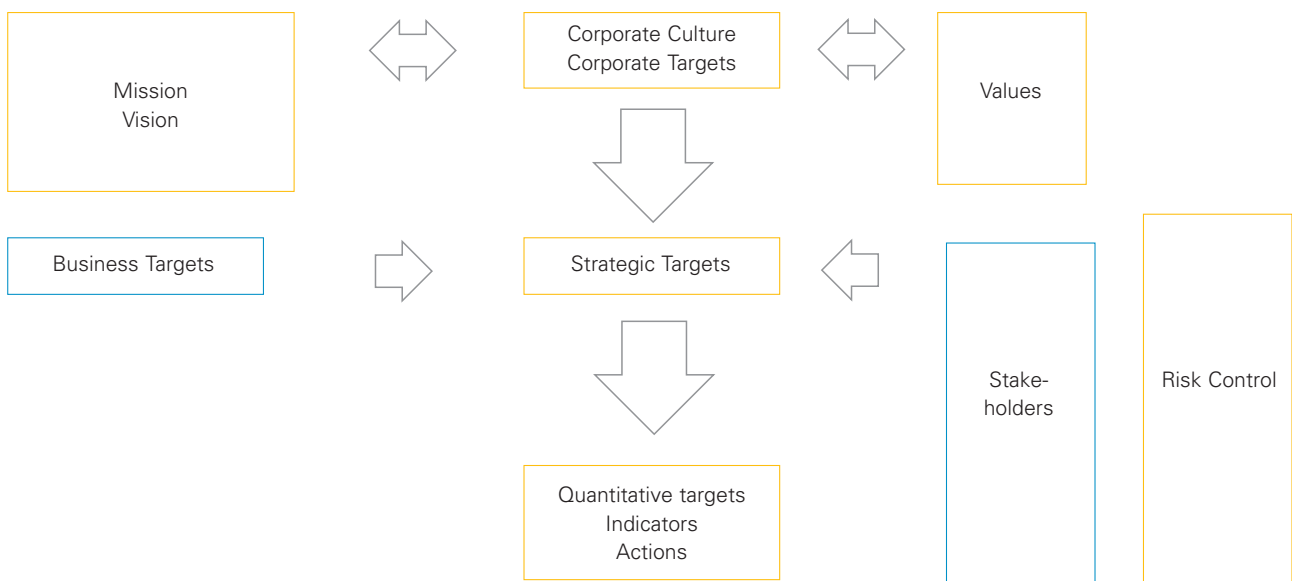 Mission
Vision
Corporate Culture
Corporate Targets
Values
Business Targets
Strategic Targets
Stake-
holders
Risk Control
Quantitative targets
Indicators
Actions